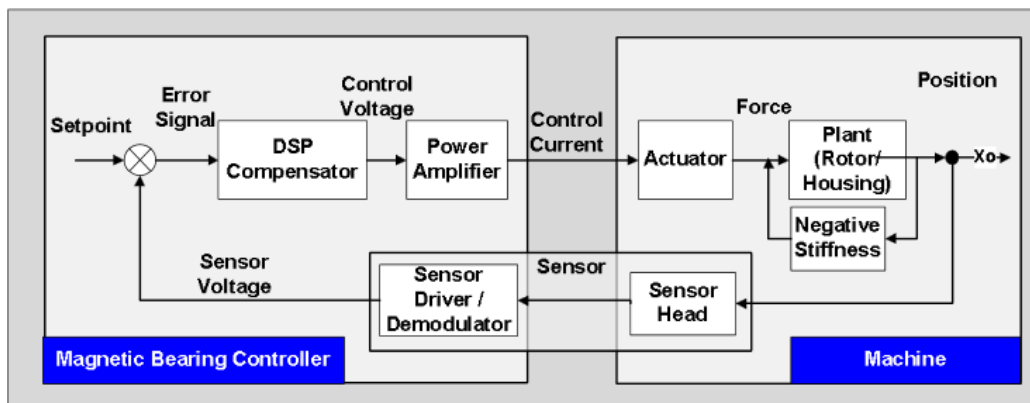 Setpoint
Error
Signal
DSP
Compensator
Control
Voltage
Power
Amplifier
Control
Current
Actuator
Force
Plant
(Rotor/
Housing)
Position
Xo
Negative
Stiffness
Sensor
Voltage
Sensor
Driver /
Demodulator
Sensor
Sensor
Head
Magnetic Bearing Controller
Machine